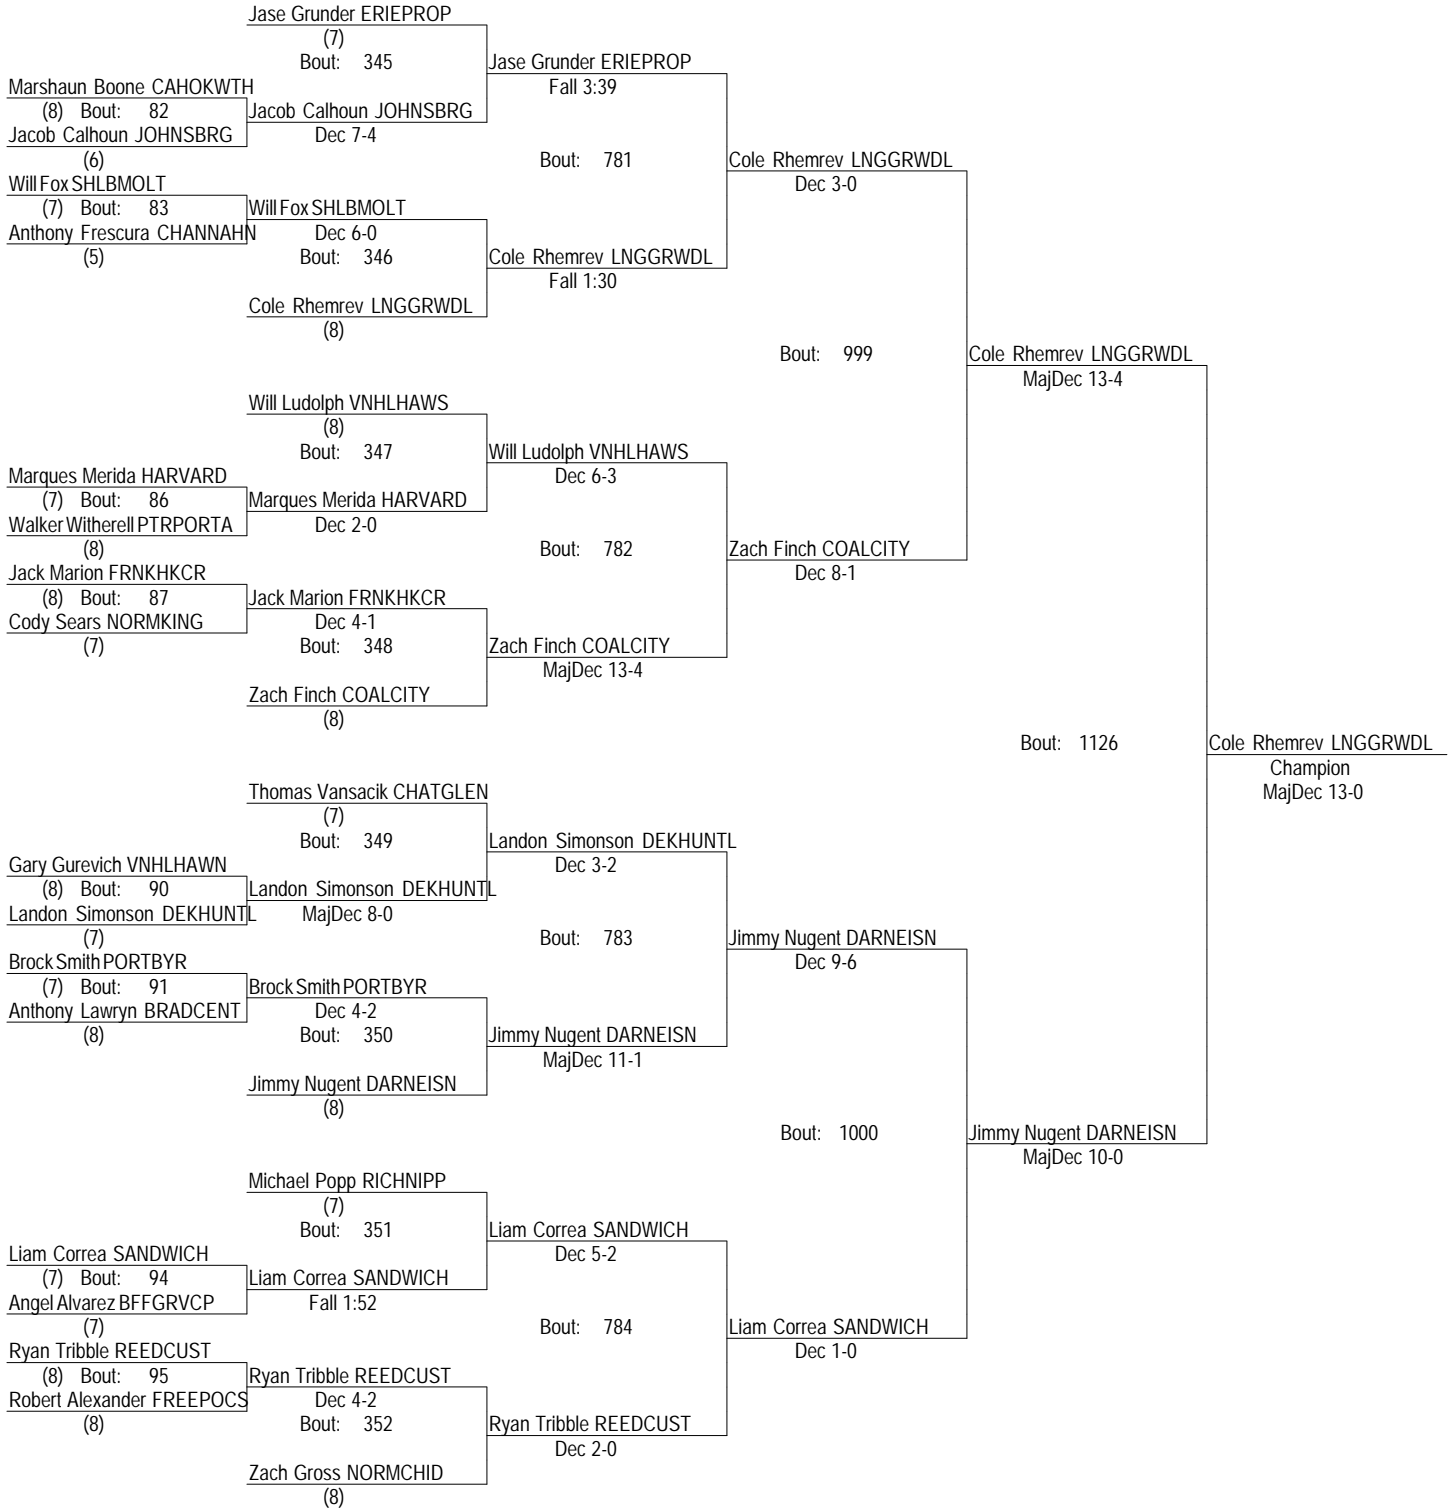 Jase Grunder ERIEPROP
(7)
Bout: 345
Jase Grunder ERIEPROP
Fall 3:39
Marshaun Boone CAHOKWTH
(8) Bout: 82
Jacob Calhoun JOHNSBRG
Jacob Calhoun JOHNSBRG
Dec 7-4
(6)
Bout: 781
Cole Rhemrev LNGGRWDL
Dec 3-0
Will Fox SHLBMOLT
(7) Bout: 83
Will Fox SHLBMOLT
Anthony Frescura CHANNAHN
Dec 6-0
(5)
Bout: 346
Cole Rhemrev LNGGRWDL
Fall 1:30
Cole Rhemrev LNGGRWDL
(8)
Bout: 999
Cole Rhemrev LNGGRWDL
MajDec 13-4
Will Ludolph VNHLHAWS
(8)
Bout: 347
Will Ludolph VNHLHAWS
Dec 6-3
Marques Merida HARVARD
(7) Bout: 86
Marques Merida HARVARD
Walker Witherell PTRPORTA
Dec 2-0
(8)
Bout: 782
Zach Finch COALCITY
Dec 8-1
Jack Marion FRNKHKCR
(8) Bout: 87
Jack Marion FRNKHKCR
Cody Sears NORMKING
Dec 4-1
(7)
Bout: 348
Zach Finch COALCITY
MajDec 13-4
Zach Finch COALCITY
(8)
Bout: 1126
Cole Rhemrev LNGGRWDL
Champion
MajDec 13-0
Thomas Vansacik CHATGLEN
(7)
Bout: 349
Landon Simonson DEKHUNTL
Dec 3-2
Gary Gurevich VNHLHAWN
(8) Bout: 90
Landon Simonson DEKHUNTL
Landon Simonson DEKHUNTL
MajDec 8-0
(7)
Bout: 783
Jimmy Nugent DARNEISN
Dec 9-6
Brock Smith PORTBYR
(7) Bout: 91
Brock Smith PORTBYR
Anthony Lawryn BRADCENT
Dec 4-2
(8)
Bout: 350
Jimmy Nugent DARNEISN
MajDec 11-1
Jimmy Nugent DARNEISN
(8)
Bout: 1000
Jimmy Nugent DARNEISN
MajDec 10-0
Michael Popp RICHNIPP
(7)
Bout: 351
Liam Correa SANDWICH
Dec 5-2
Liam Correa SANDWICH
(7) Bout: 94
Liam Correa SANDWICH
Angel Alvarez BFFGRVCP
Fall 1:52
(7)
Bout: 784
Liam Correa SANDWICH
Dec 1-0
Ryan Tribble REEDCUST
(8) Bout: 95
Ryan Tribble REEDCUST
Robert Alexander FREEPOCS
Dec 4-2
(8)
Bout: 352
Ryan Tribble REEDCUST
Dec 2-0
Zach Gross NORMCHID
(8)